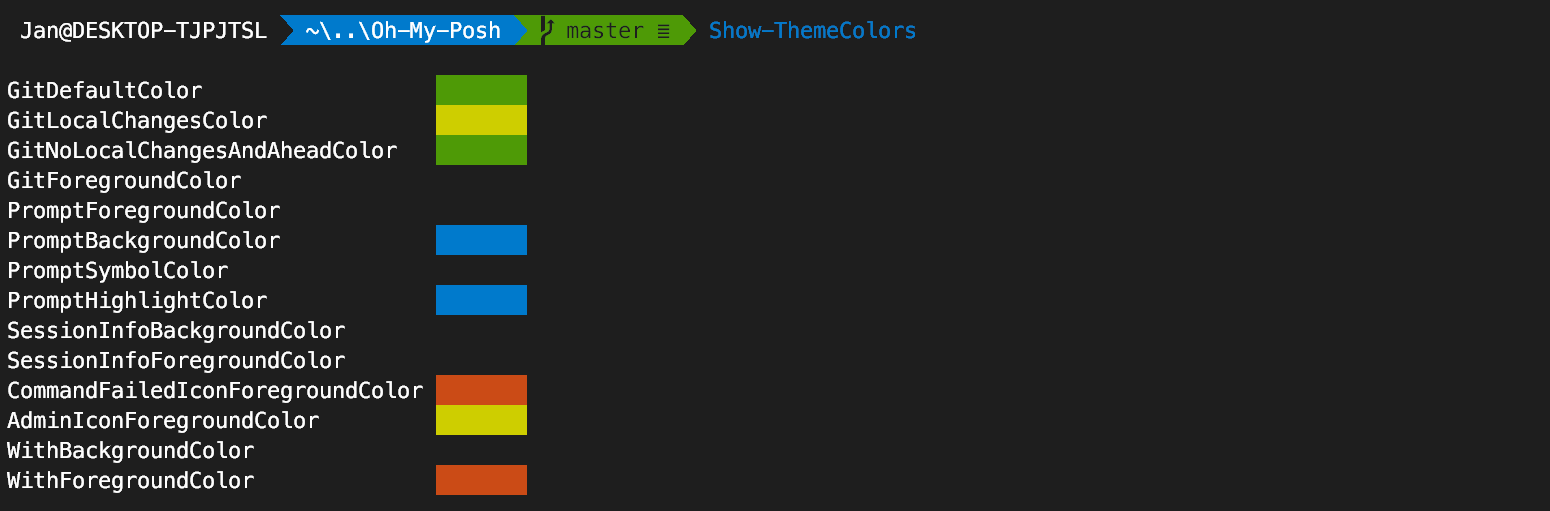 Jan@DESKTOP-TJPJTSL ~\..\Oh-My-Posh master ≡ Show-ThemeColors
GitDefaultColor
GitLocalChangesColor
GitNoLocalChangesAndAheadColor
GitForegroundColor
PromptForegroundColor
PromptBackgroundColor
PromptSymbolColor
PromptHighlightColor
SessionInfoBackgroundColor
SessionInfoForegroundColor
CommandFailedIconForegroundColor
AdminIconForegroundColor
WithBackgroundColor
WithForegroundColor